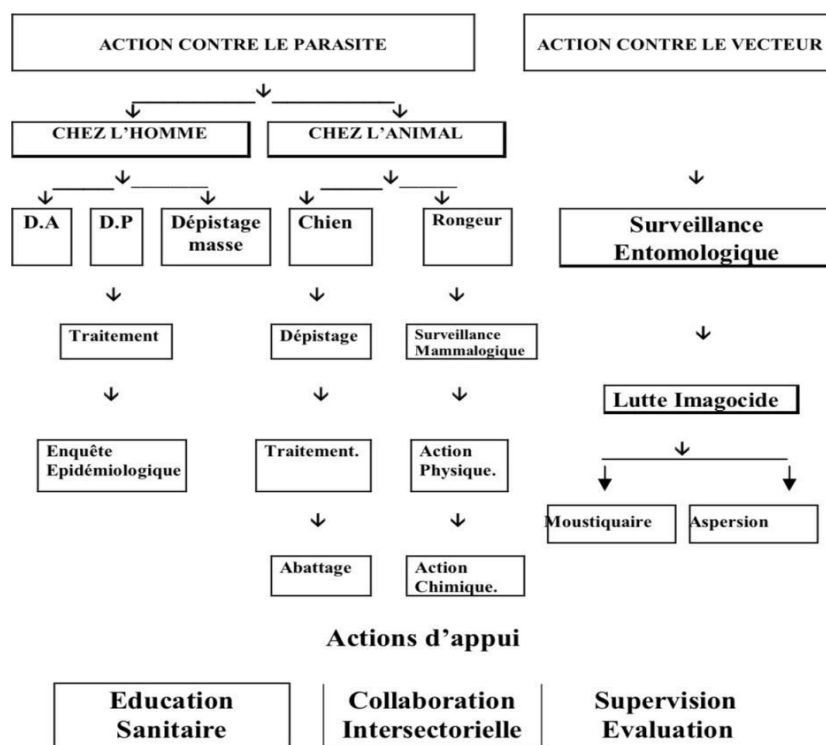 ACTION CONTRE LE PARASITE
ACTION CONTRE LE VECTEUR
CHEZ L'HOMME
CHEZ L'ANIMAL
D.A
D.P
Dépistage
masse
Chien
Rongeur
Surveillance
Entomologique
Traitement
Dépistage
Surveillance
Mammalogique
Lutte Imagocide
Enquête
Epidémiologique
Traitement.
Action
Physique.
Moustiquaire
Aspersion
Abattage
Action
Chimique.
Actions d'appui
Education
Sanitaire
Collaboration
Intersectorielle
Supervision
Evaluation